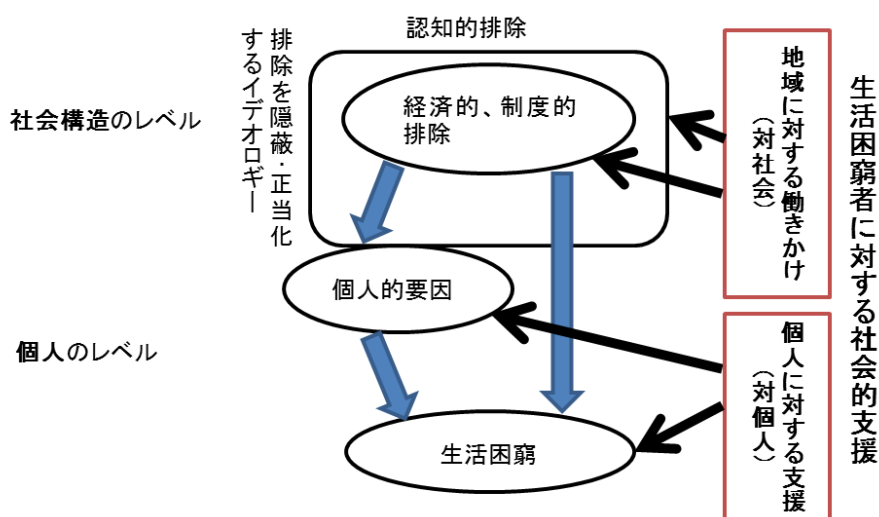 認知的排除
排除を隠蔽・正当化
するイデオロギー
社会構造のレベル
経済的、制度的
排除
地域に対する働きかけ
（対社会）
生活困窮者に対する社会的支援
個人的要因
個人のレベル
個人に対する支援
（対個人）
生活困窮